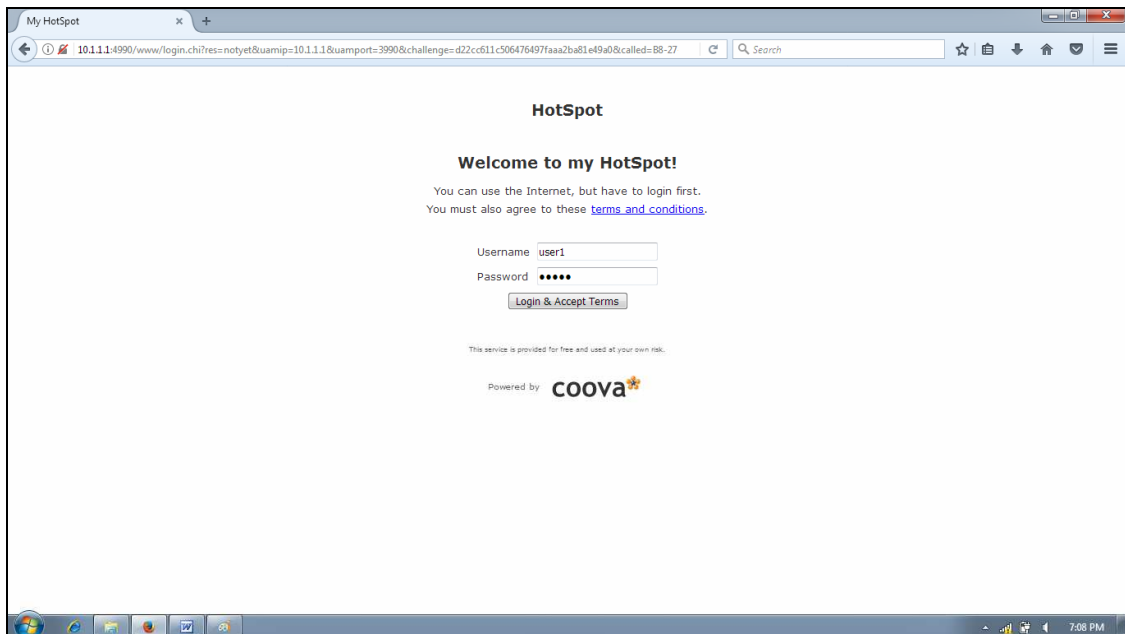 My HotSpot
10.1.1.1:4990/www/login.chi?res=notyet&uamip=10.1.1.1&uamport=3990&challenge=d22cc611c506476497faaa2ba81e49a0&called=B8-27
Search
HotSpot
Welcome to my HotSpot!
You can use the Internet, but have to login first.
You must also agree to these terms and conditions.
Username user1
Password •••••
Login & Accept Terms
This service is provided for free and used at your own risk.
Powered by coova
7:08 PM